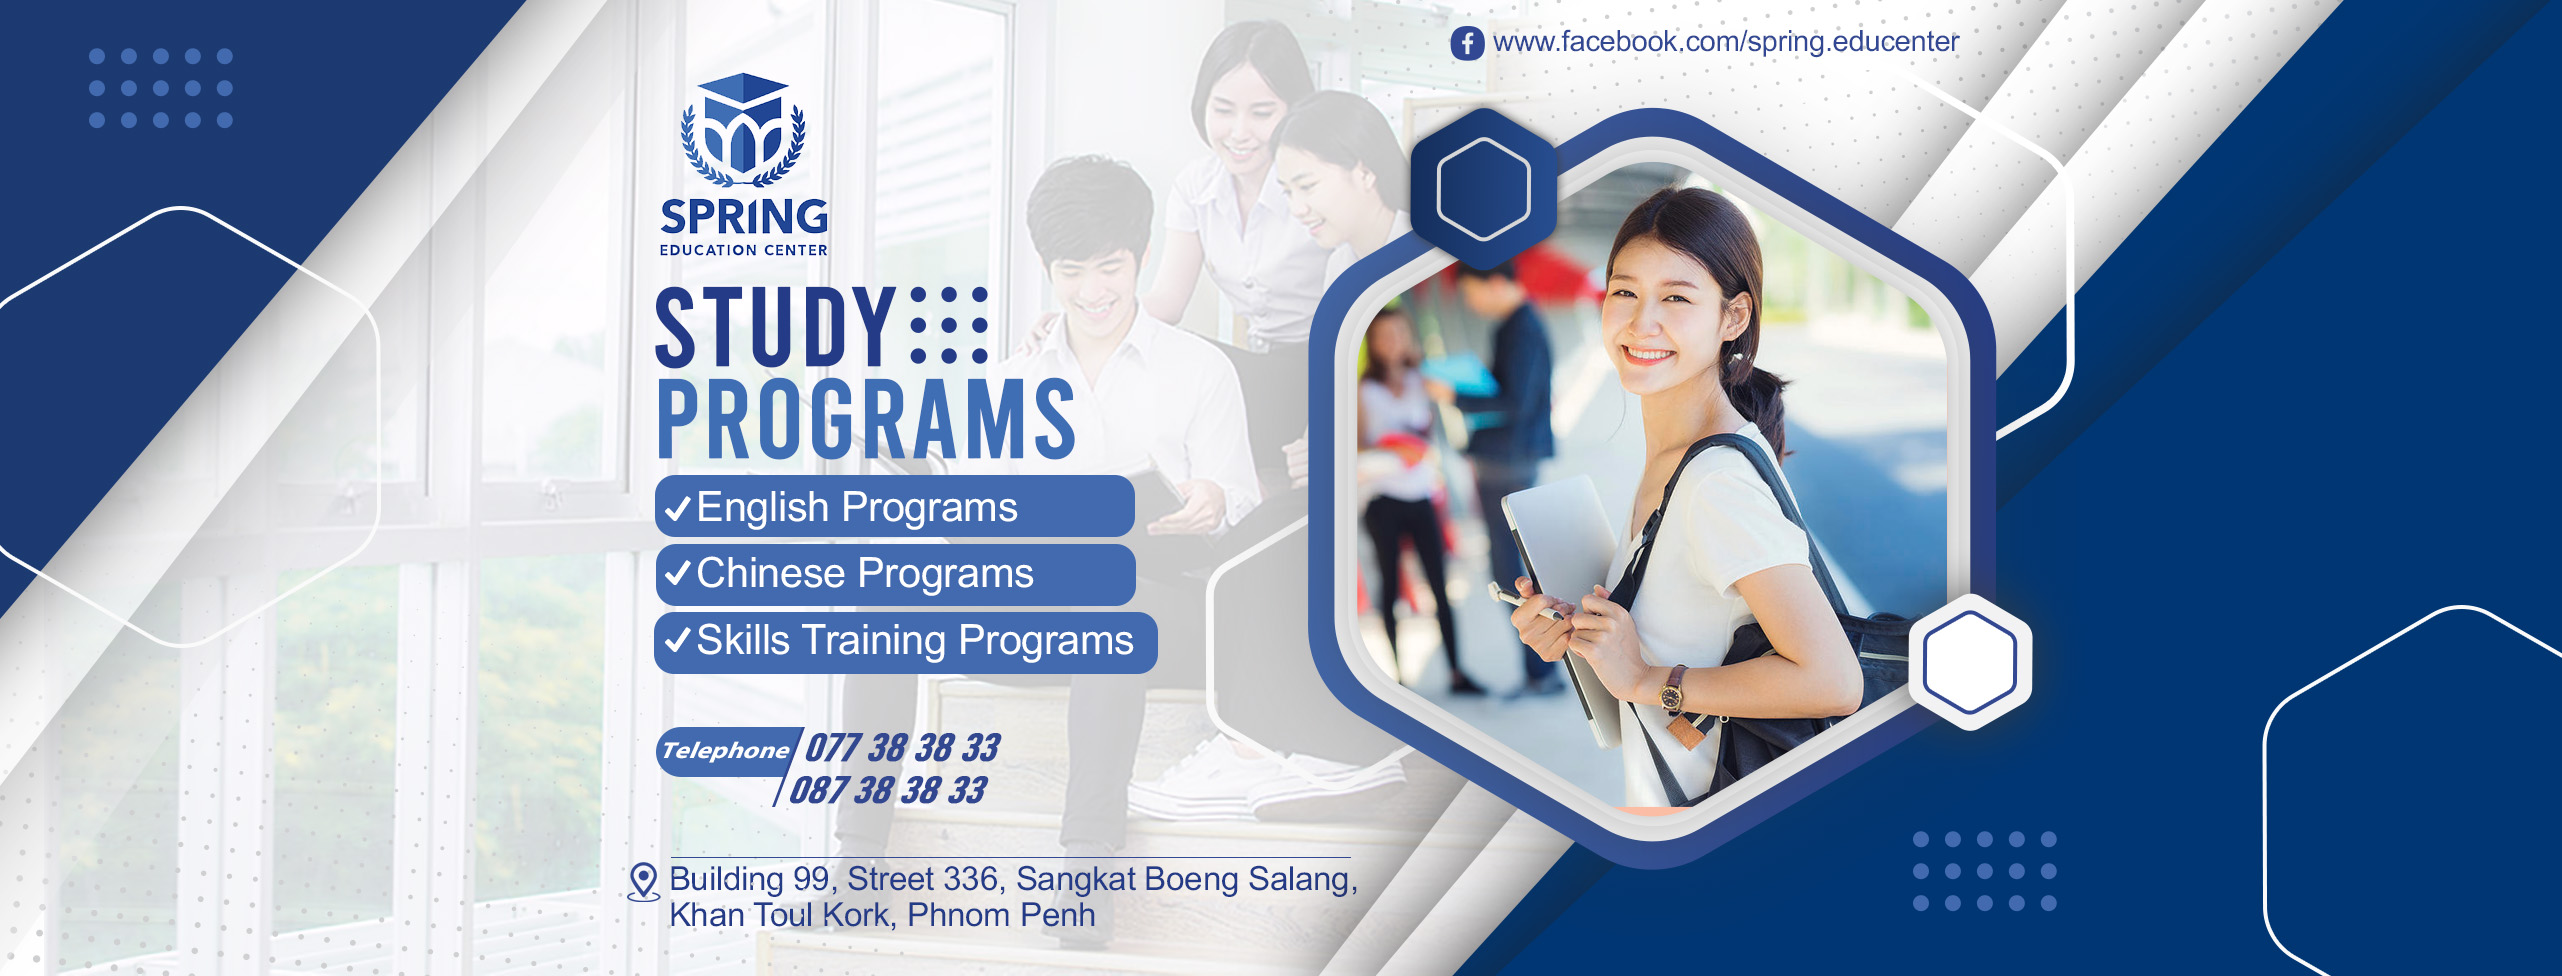 www.facebook.com/spring.educenter
SPRING
EDUCATION CENTER
STUDY
PROGRAMS
English Programs
Chinese Programs
Skills Training Programs
Telephone 077 38 38 33
087 38 38 33
Building 99, Street 336, Sangkat Boeng Salang,
Khan Toul Kork, Phnom Penh